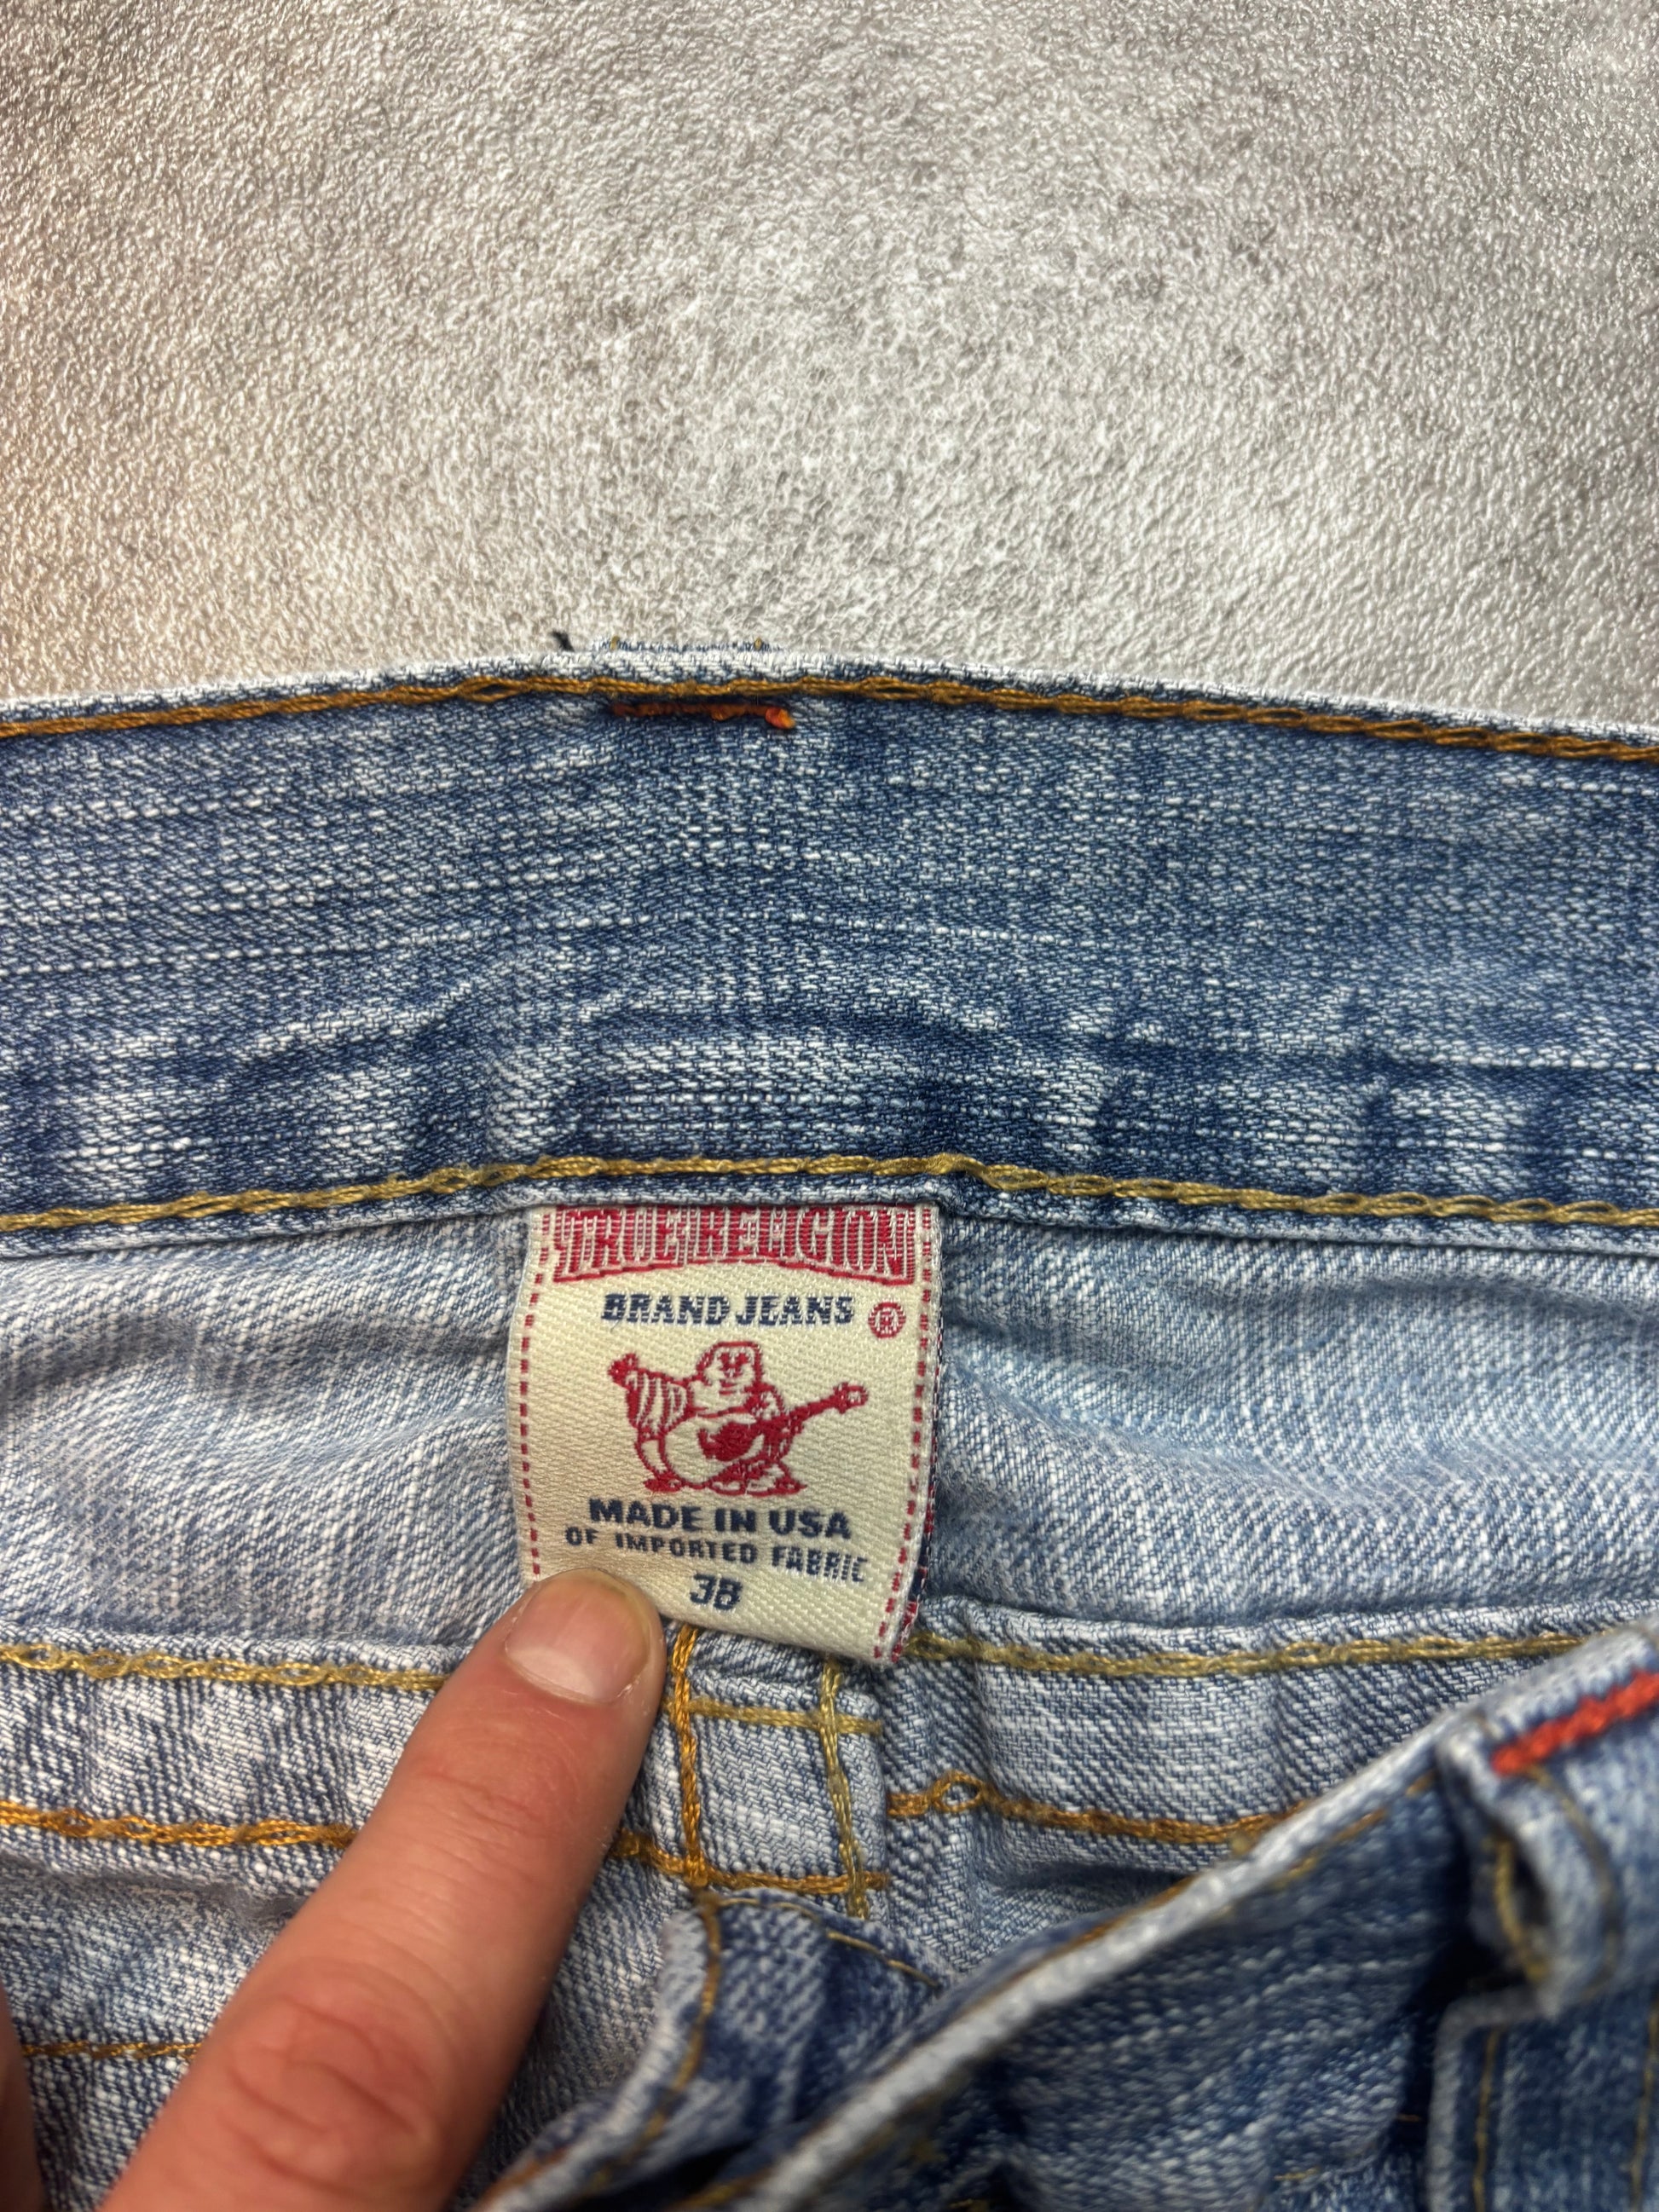 TRUE RELIGION
BRAND JEANS ®
MADE IN USA
OF IMPORTED FABRIC
38